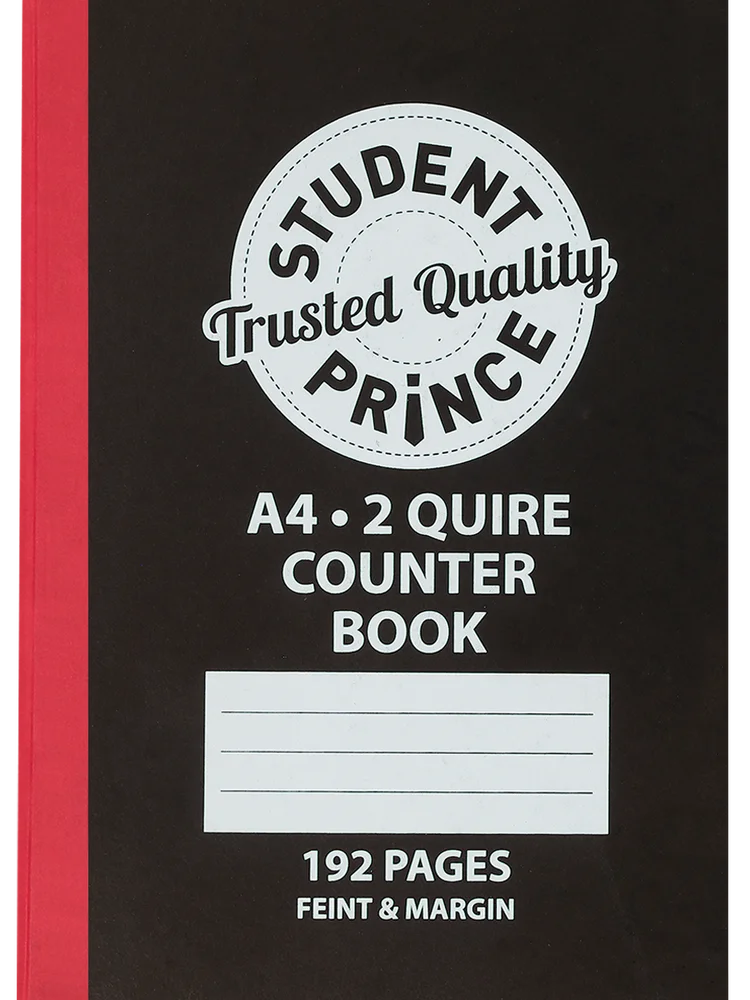 STUDENT
Trusted Quality
PRINCE
A4 • 2 QUIRE
COUNTER
BOOK
192 PAGES
FEINT & MARGIN